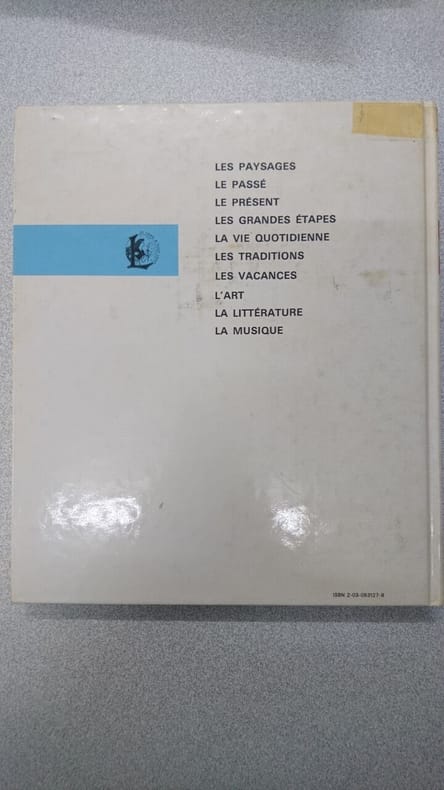 LES PAYSAGES
LE PASSÉ
LE PRÉSENT
LES GRANDES ÉTAPES
LA VIE QUOTIDIENNE
LES TRADITIONS
LES VACANCES
L'ART
LA LITTÉRATURE
LA MUSIQUE
ISBN 2-03-053127-8